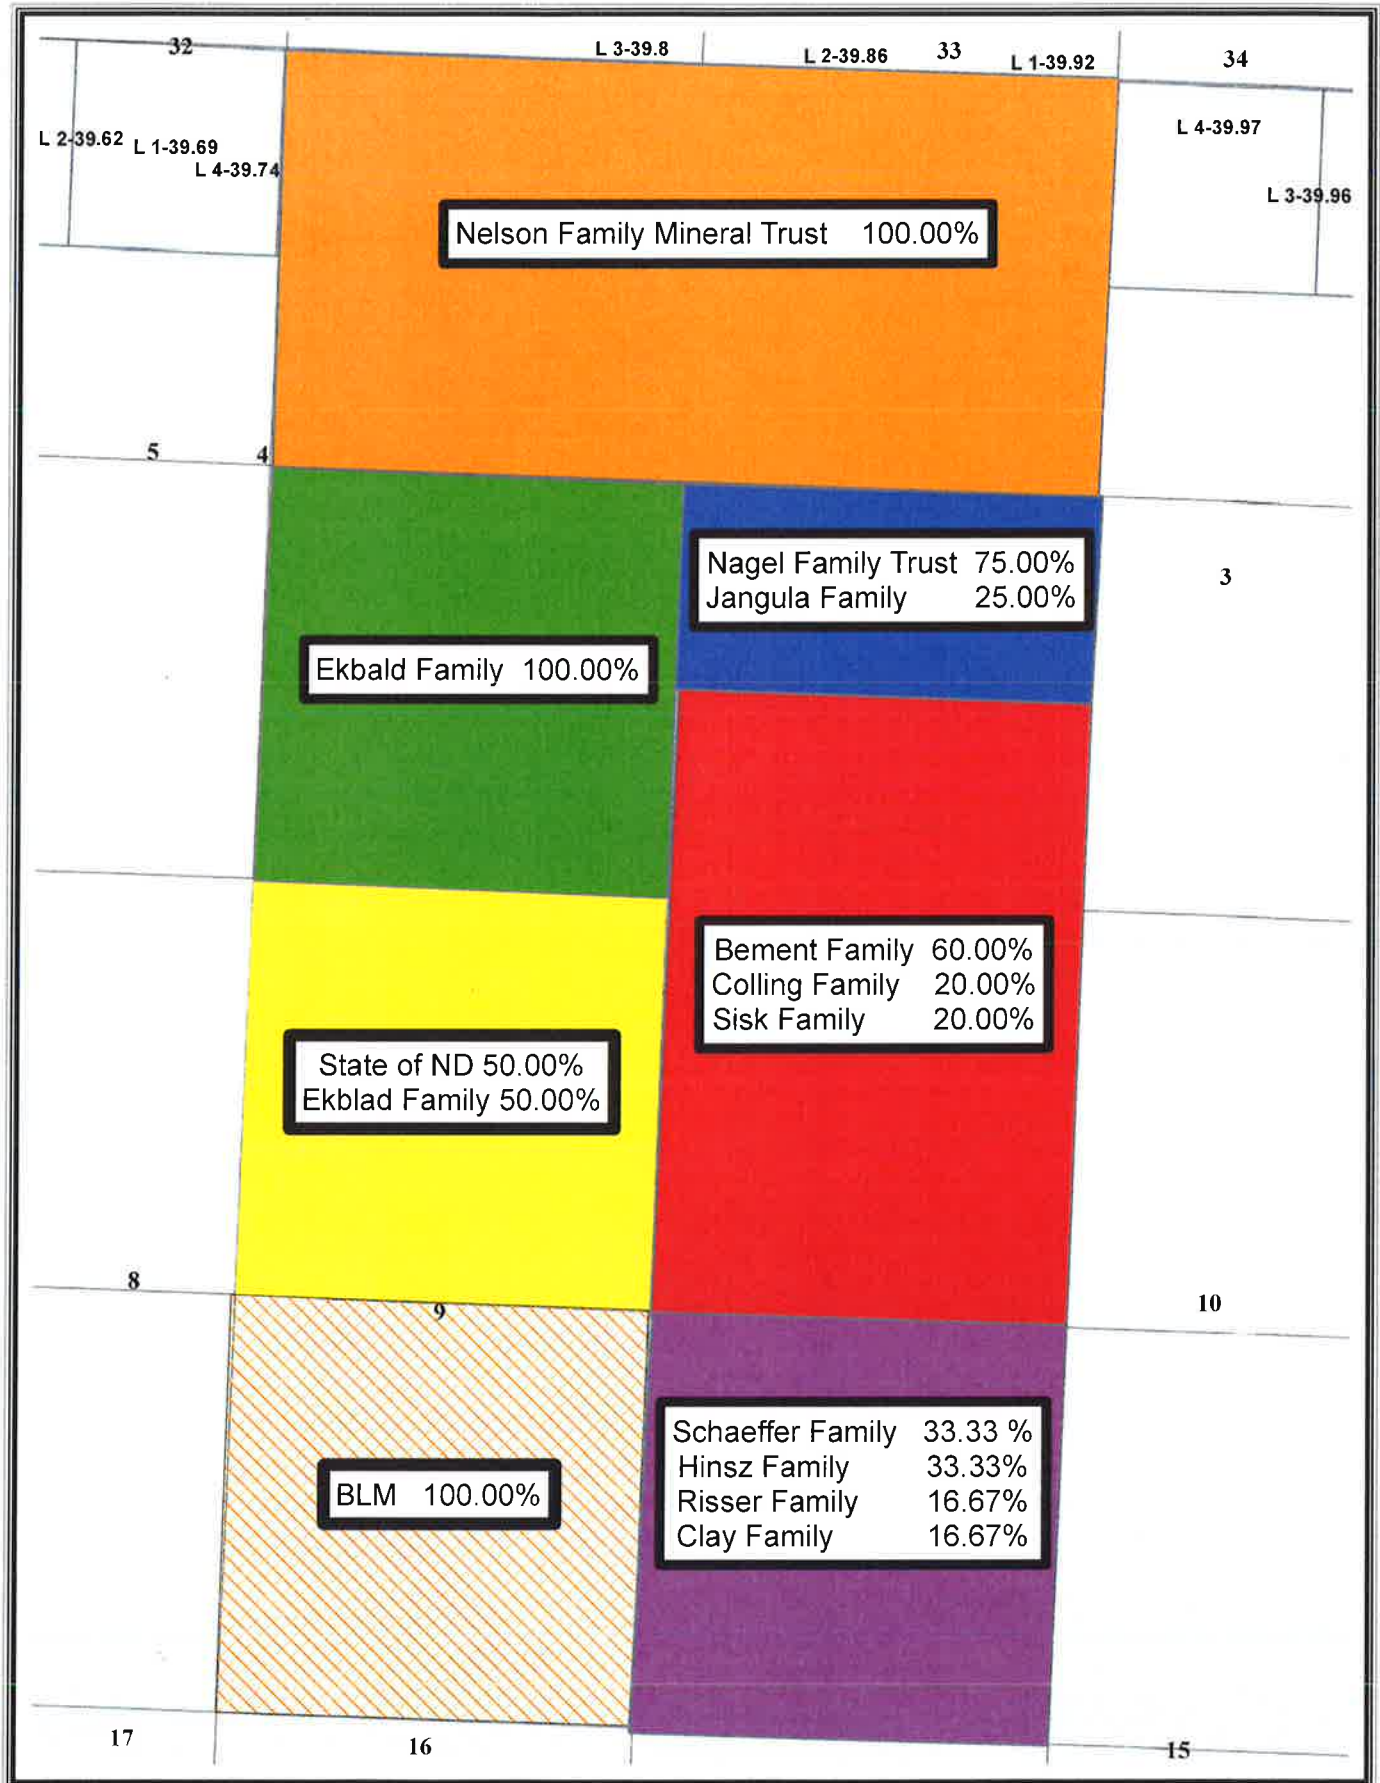 32
L 3-39.8
L 2-39.86
33
L 1-39.92
34
L 2-39.62
L 1-39.69
L 4-39.74
L 4-39.97
L 3-39.96
Nelson Family Mineral Trust 100.00%
5
4
Nagel Family Trust 75.00%
Jangula Family 25.00%
3
Ekbald Family 100.00%
Bement Family 60.00%
Colling Family 20.00%
Sisk Family 20.00%
State of ND 50.00%
Ekblad Family 50.00%
8
9
10
Schaeffer Family 33.33 %
Hinsz Family 33.33%
Risser Family 16.67%
Clay Family 16.67%
BLM 100.00%
17
16
15